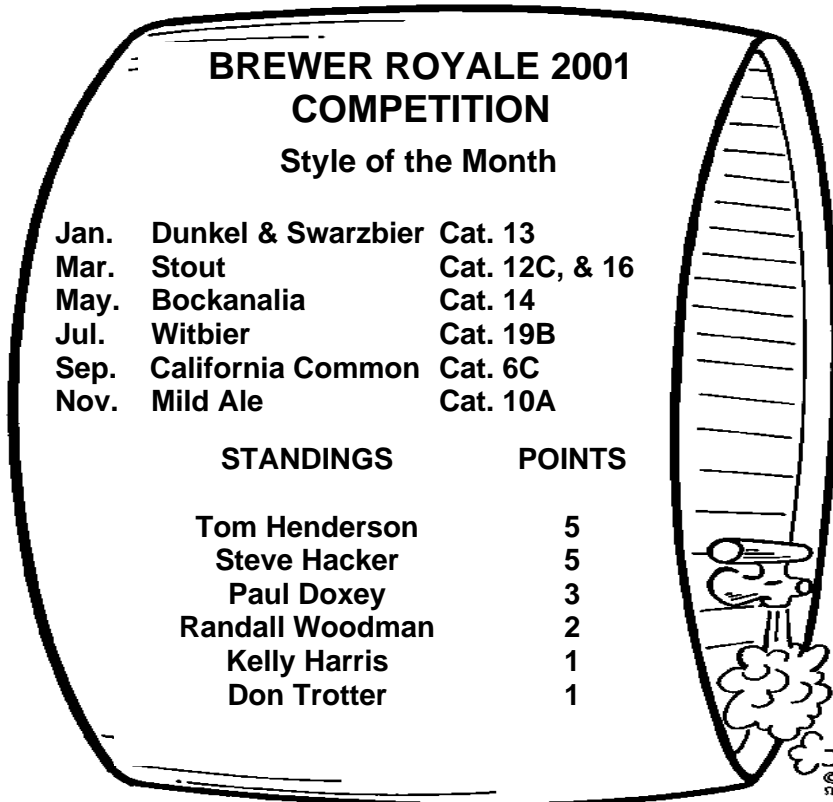 BREWER ROYALE 2001
COMPETITION
Style of the Month
Jan. Dunkel & Swarzbier Cat. 13
Mar. Stout Cat. 12C, & 16
May. Bockanalia Cat. 14
Jul. Witbier Cat. 19B
Sep. California Common Cat. 6C
Nov. Mild Ale Cat. 10A
STANDINGS POINTS
Tom Henderson 5
Steve Hacker 5
Paul Doxey 3
Randall Woodman 2
Kelly Harris 1
Don Trotter 1